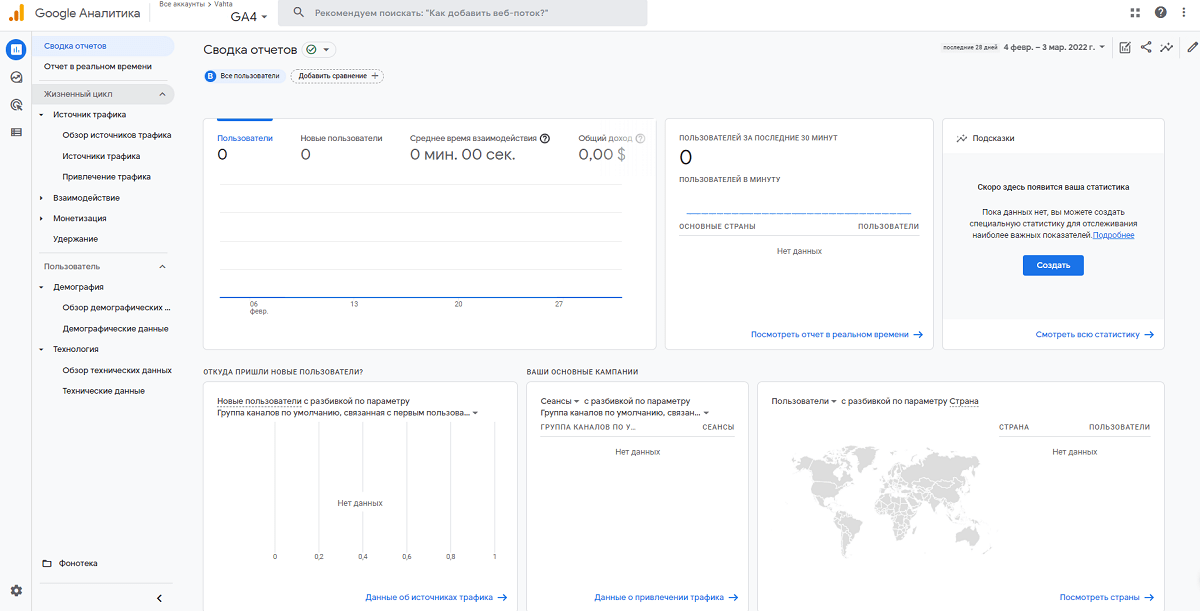 Google Аналитика
Все аккаунты > Vahta
GA4
Рекомендуем поискать: "Как добавить веб-поток?"
Сводка отчетов
Отчет в реальном времени
Жизненный цикл
Источник трафика
Обзор источников трафика
Источники трафика
Привлечение трафика
Взаимодействие
Монетизация
Удержание
Пользователь
Демография
Обзор демографических ...
Демографические данные
Технология
Обзор технических данных
Технические данные
Фонотека
Сводка отчетов
последние 28 дней 4 февр. – 3 мар. 2022 г.
В Все пользователи
Добавить сравнение +
Пользователи
0
Новые пользователи
0
Среднее время взаимодействия
0 мин. 00 сек.
Общий доход
0,00 $
06
февр.
13
20
27
ПОЛЬЗОВАТЕЛЕЙ ЗА ПОСЛЕДНИЕ 30 МИНУТ
0
ПОЛЬЗОВАТЕЛЕЙ В МИНУТУ
ОСНОВНЫЕ СТРАНЫ ПОЛЬЗОВАТЕЛИ
Нет данных
Посмотреть отчет в реальном времени
Подсказки
Скоро здесь появится ваша статистика
Пока данных нет, вы можете создать
специальную статистику для отслеживания
наиболее важных показателей.Подробнее
Создать
Смотреть всю статистику
ОТКУДА ПРИШЛИ НОВЫЕ ПОЛЬЗОВАТЕЛИ?
Новые пользователи с разбивкой по параметру
Группа каналов по умолчанию, связанная с первым пользова...
Нет данных
0 0,2 0,4 0,6 0,8 1
Данные об источниках трафика
ВАШИ ОСНОВНЫЕ КАМПАНИИ
Сеансы с разбивкой по параметру
Группа каналов по умолчанию, связан...
ГРУППА КАНАЛОВ ПО У... СЕАНСЫ
Нет данных
Данные о привлечении трафика
Пользователи с разбивкой по параметру Страна
СТРАНА ПОЛЬЗОВАТЕЛИ
Нет данных
Посмотреть страны